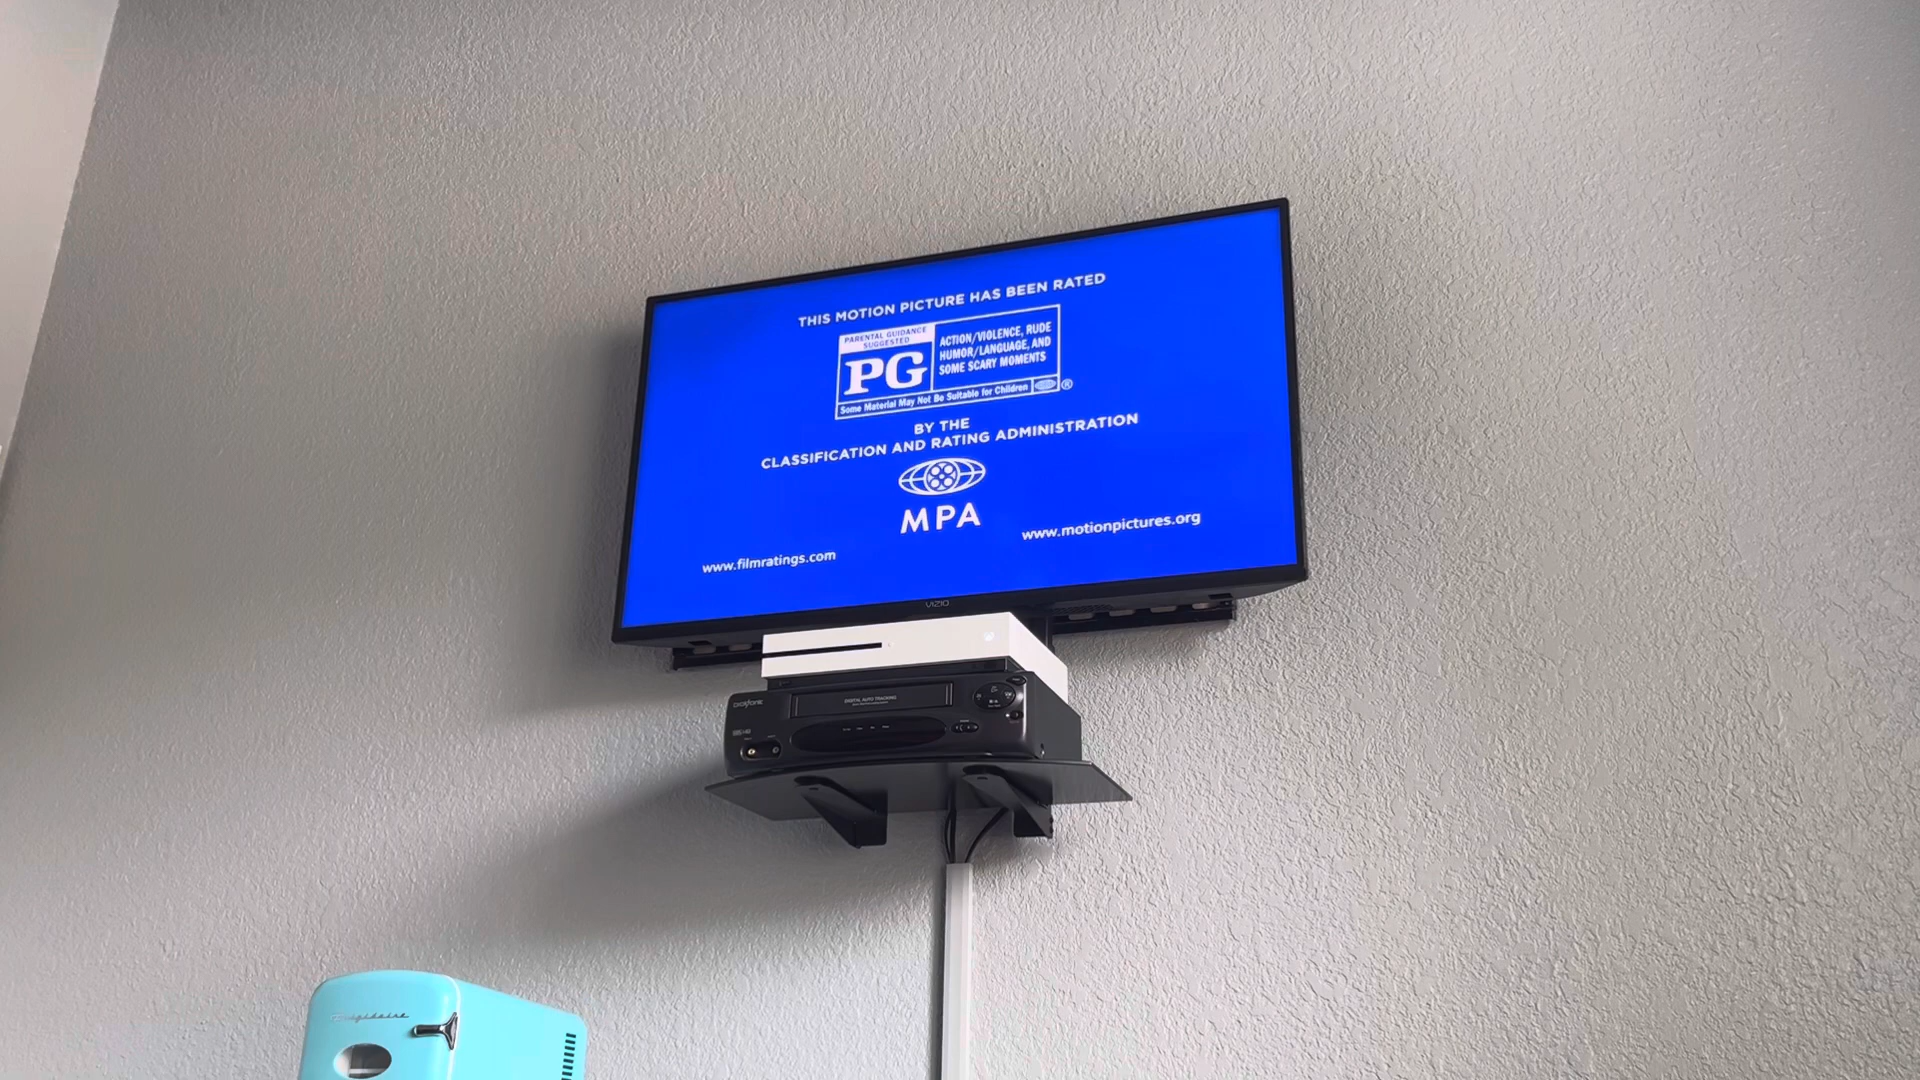 THIS MOTION PICTURE HAS BEEN RATED
PARENTAL GUIDANCE
SUGGESTED
PG
ACTION/VIOLENCE, RUDE
HUMOR/LANGUAGE, AND
SOME SCARY MOMENTS
Some Material May Not Be Suitable for Children
®
BY THE
CLASSIFICATION AND RATING ADMINISTRATION
MPA
www.filmratings.com
www.motionpictures.org
VIZIO
DIGITAL AUTO TRACKING
Frigidaire